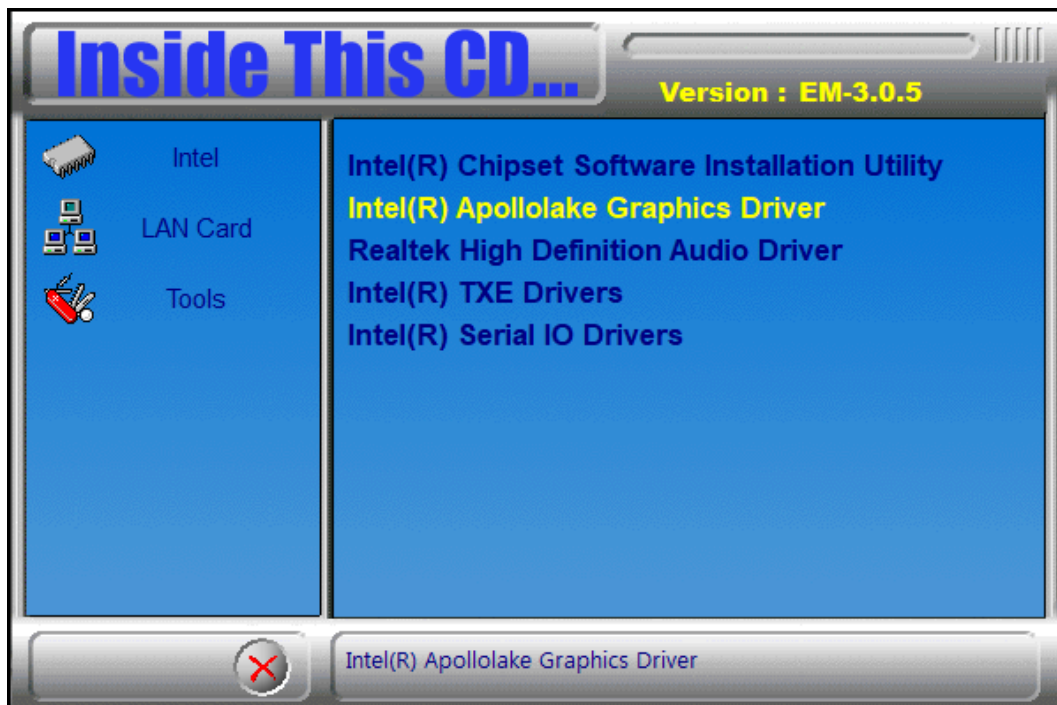 Inside This CD...
Version : EM-3.0.5
Intel
LAN Card
Tools
Intel(R) Chipset Software Installation Utility
Intel(R) Apollolake Graphics Driver
Realtek High Definition Audio Driver
Intel(R) TXE Drivers
Intel(R) Serial IO Drivers
Intel(R) Apollolake Graphics Driver